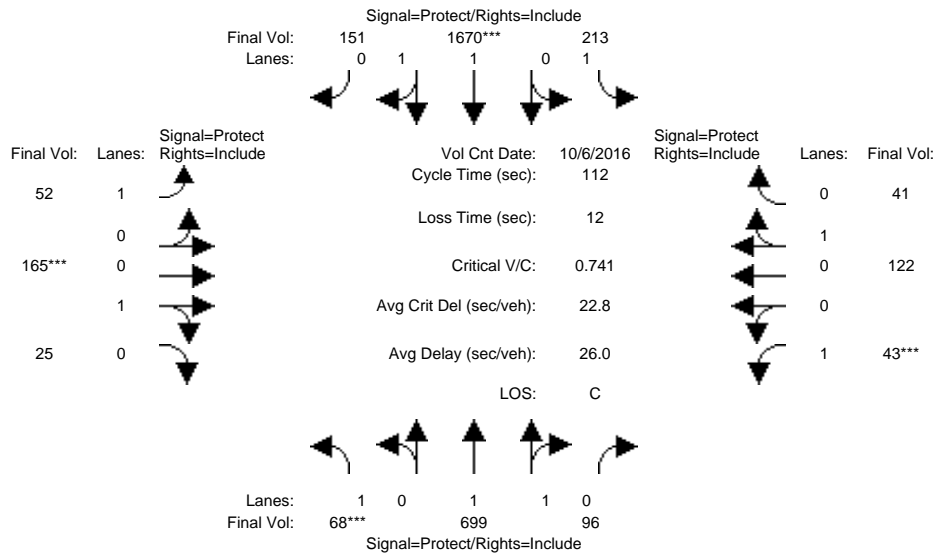 Signal=Protect/Rights=Include
Final Vol: 151 1670*** 213
Lanes: 0 1 1 0 1
Signal=Protect Signal=Protect
Final Vol: Lanes: Rights=Include Vol Cnt Date: 10/6/2016 Rights=Include Lanes: Final Vol:
Cycle Time (sec): 112
52 1 0 41
Loss Time (sec): 12
0 1
165*** 0 Critical V/C: 0.741 0 122
1 Avg Crit Del (sec/veh): 22.8 0
25 0 Avg Delay (sec/veh): 26.0 1 43***
LOS: C
Lanes: 1 0 1 1 0
Final Vol: 68*** 699 96
Signal=Protect/Rights=Include